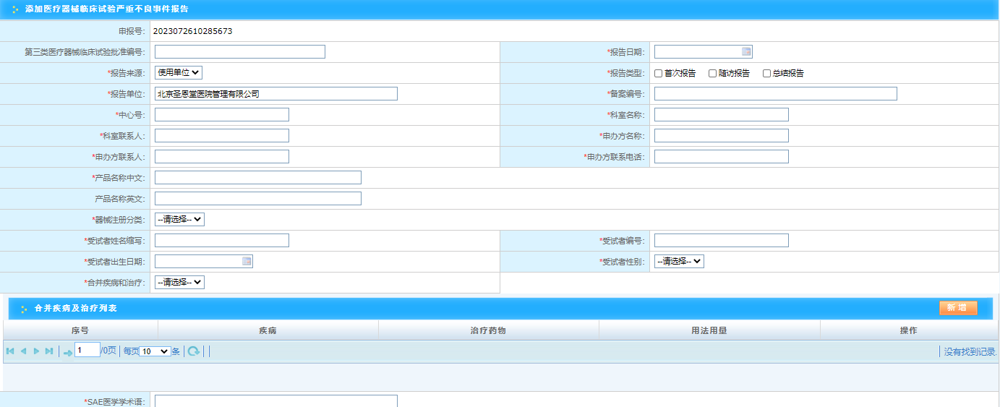 添加医疗器械临床试验严重不良事件报告
申报号: 2023072610285673
第三类医疗器械临床试验批准编号: *报告日期:
*报告来源: 使用单位 *报告类型: 首次报告 随访报告 总结报告
*报告单位: 北京圣恩堂医院管理有限公司 *备案编号:
*中心号: *科室名称:
*科室联系人: *申办方名称:
*申办方联系人: *申办方联系电话:
*产品名称中文:
产品名称英文:
*器械注册分类: --请选择--
*受试者姓名缩写: *受试者编号:
*受试者出生日期: *受试者性别: --请选择--
*合并疾病和治疗: --请选择--
合并疾病及治疗列表 新增
序号 疾病 治疗药物 用法用量 操作
1 /0页 每页 10 条 没有找到记录.
*SAE医学学术语: